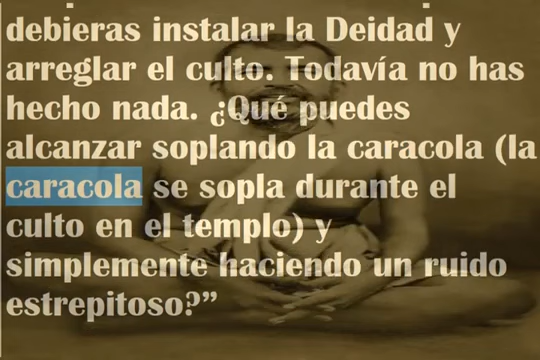 debieras instalar la Deidad y
arreglar el culto. Todavía no has
hecho nada. ¿Qué puedes
alcanzar soplando la caracola (la
caracola se sopla durante el
culto en el templo) y
simplemente haciendo un ruido
estrepitoso?”